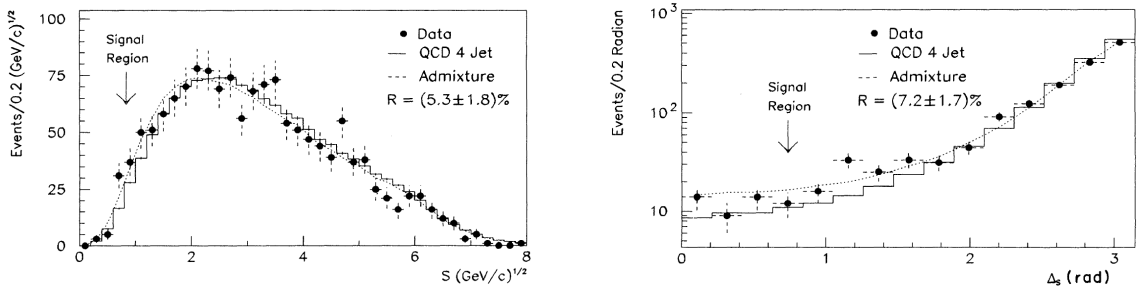 Events/0.2 (GeV/c)^1/2
100
75
50
25
0
0 2 4 6 8
S (GeV/c)^1/2
Signal
Region
Data
QCD 4 Jet
Admixture
R = (5.3±1.8)%
Events/0.2 Radian
10^3
10^2
10
0 1 2 3
Δs (rad)
Signal
Region
Data
QCD 4 Jet
Admixture
R = (7.2±1.7)%